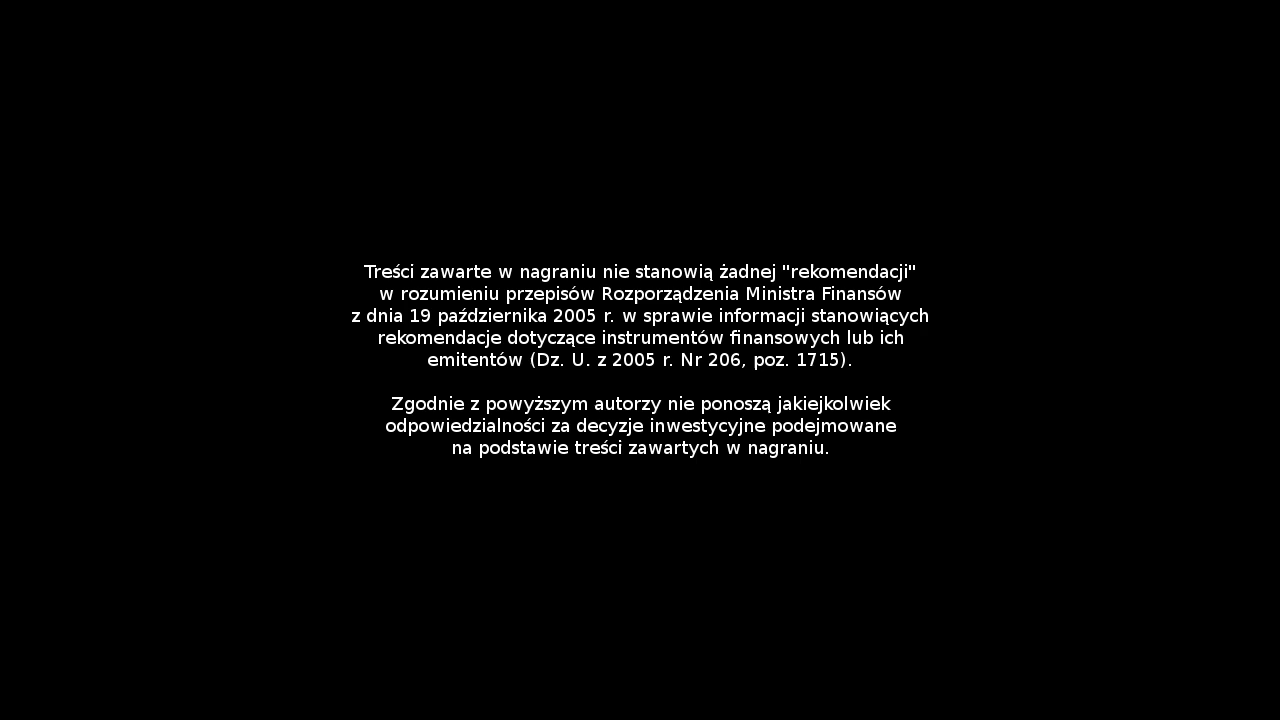 Treści zawarte w nagraniu nie stanowią żadnej "rekomendacji"
w rozumieniu przepisów Rozporządzenia Ministra Finansów
z dnia 19 października 2005 r. w sprawie informacji stanowiących
rekomendacje dotyczące instrumentów finansowych lub ich
emitentów (Dz. U. z 2005 r. Nr 206, poz. 1715).
Zgodnie z powyższym autorzy nie ponoszą jakiejkolwiek
odpowiedzialności za decyzje inwestycyjne podejmowane
na podstawie treści zawartych w nagraniu.